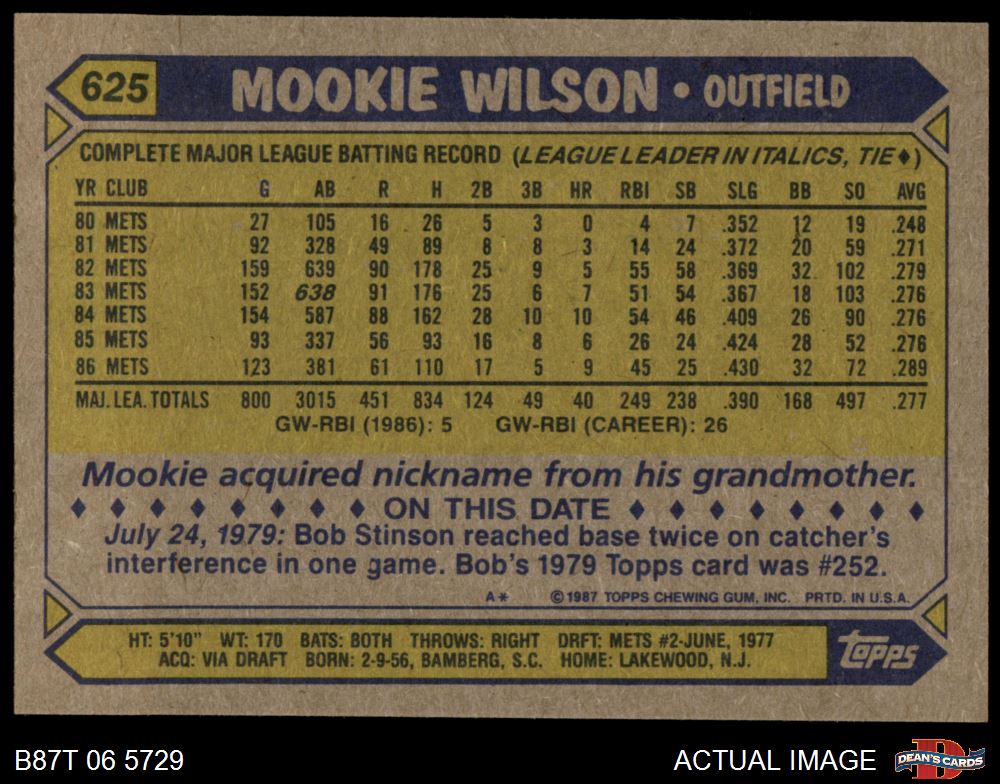 625 MOOKIE WILSON • OUTFIELD
COMPLETE MAJOR LEAGUE BATTING RECORD (LEAGUE LEADER IN ITALICS, TIE♦)
YR CLUB G AB R H 2B 3B HR RBI SB SLG BB SO AVG
80 METS 27 105 16 26 5 3 0 4 7 .352 12 19 .248
81 METS 92 328 49 89 8 8 3 14 24 .372 20 59 .271
82 METS 159 639 90 178 25 9 5 55 58 .369 32 102 .279
83 METS 152 638 91 176 25 6 7 51 54 .367 18 103 .276
84 METS 154 587 88 162 28 10 10 54 46 .409 26 90 .276
85 METS 93 337 56 93 16 8 6 26 24 .424 28 52 .276
86 METS 123 381 61 110 17 5 9 45 25 .430 32 72 .289
MAJ. LEA. TOTALS 800 3015 451 834 124 49 40 249 238 .390 168 497 .277
GW-RBI (1986): 5 GW-RBI (CAREER): 26
Mookie acquired nickname from his grandmother.
♦ ♦ ♦ ♦ ♦ ♦ ♦ ♦ ON THIS DATE ♦ ♦ ♦ ♦ ♦ ♦ ♦ ♦
July 24, 1979: Bob Stinson reached base twice on catcher's
interference in one game. Bob's 1979 Topps card was #252.
A* ©1987 TOPPS CHEWING GUM, INC. PRTD. IN U.S.A.
HT: 5'10" WT: 170 BATS: BOTH THROWS: RIGHT DRFT: METS #2-JUNE, 1977
ACQ: VIA DRAFT BORN: 2-9-56, BAMBERG, S.C. HOME: LAKEWOOD, N.J.
topps
B87T 06 5729 ACTUAL IMAGE D DEAN'S CARDS